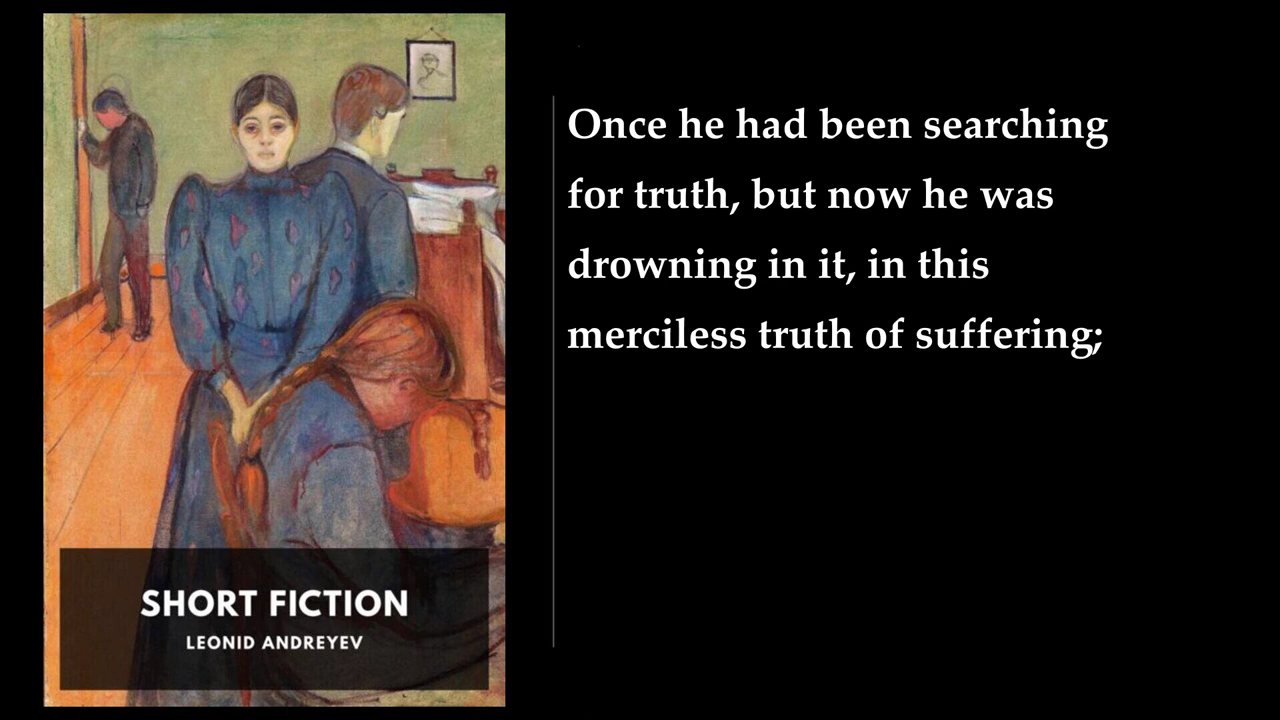 SHORT FICTION
LEONID ANDREYEV
Once he had been searching
for truth, but now he was
drowning in it, in this
merciless truth of suffering;